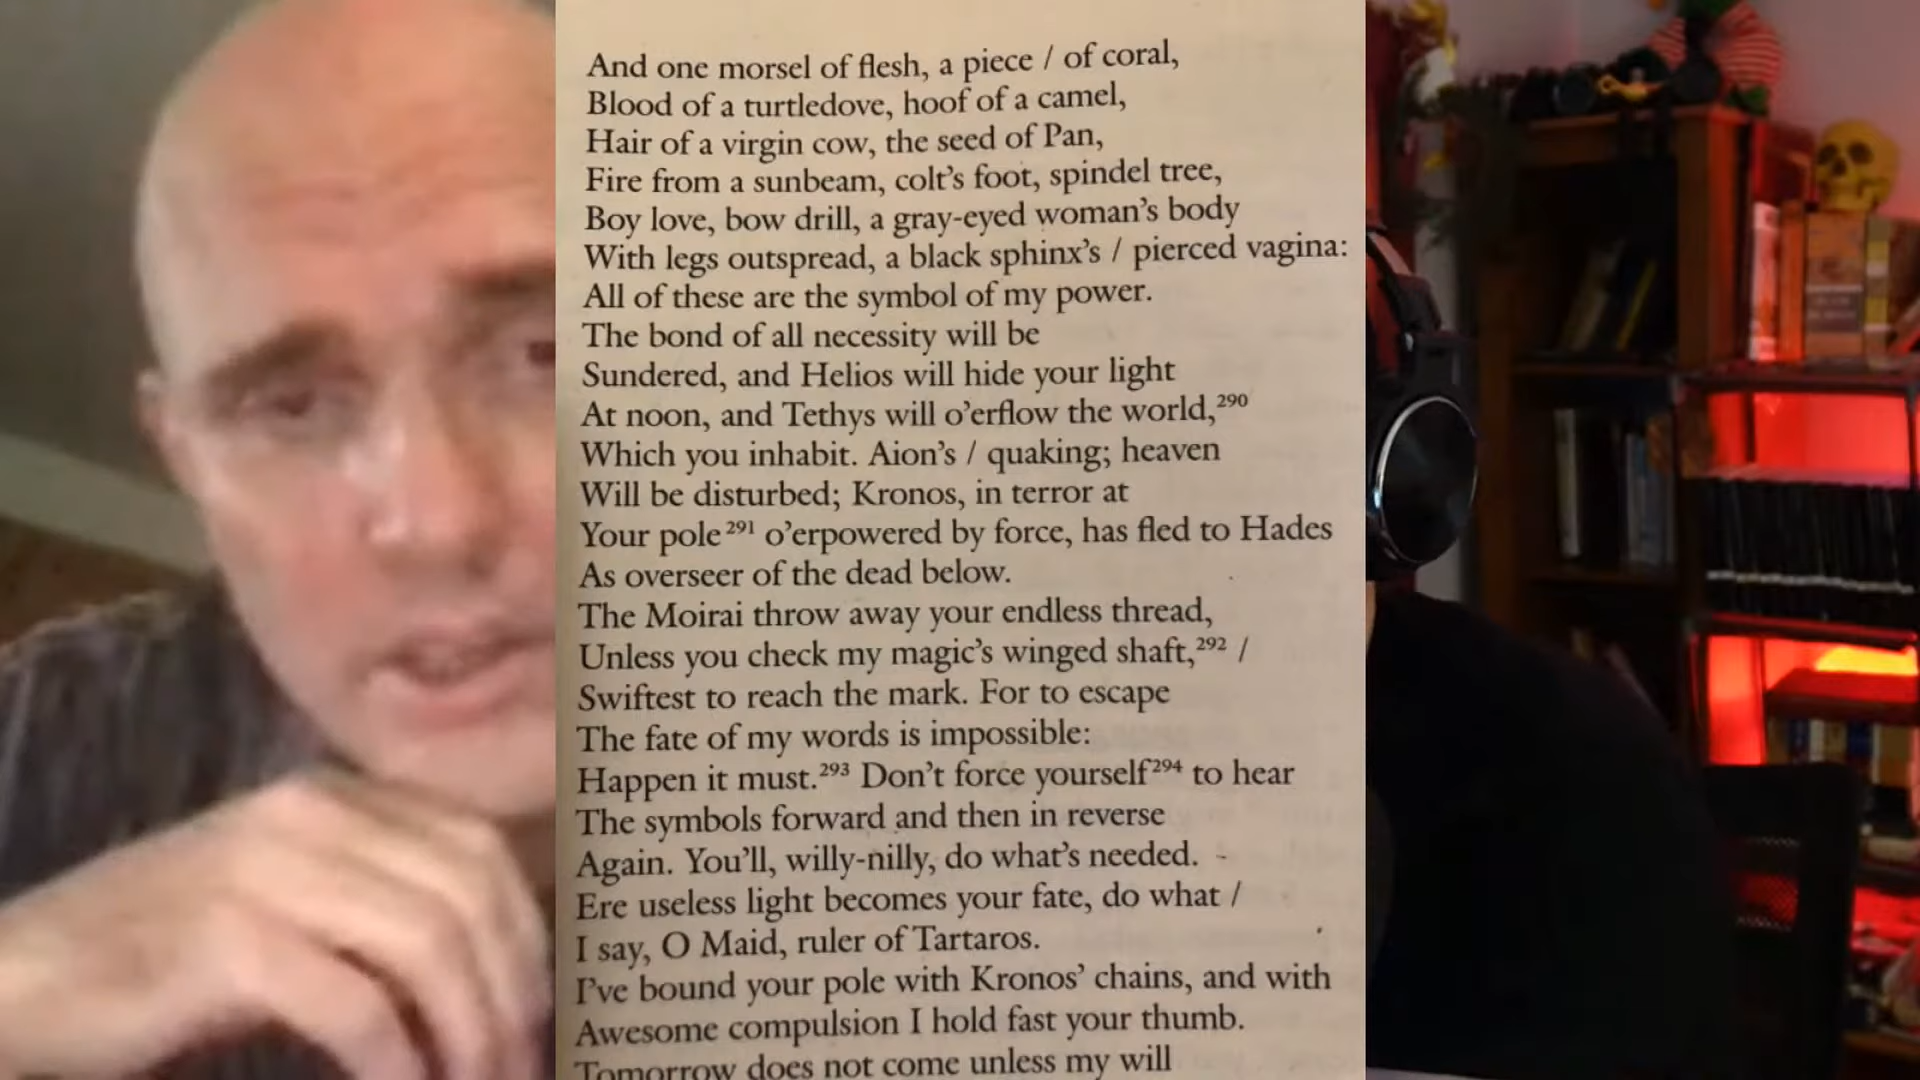 And one morsel of flesh, a piece / of coral,
Blood of a turtledove, hoof of a camel,
Hair of a virgin cow, the seed of Pan,
Fire from a sunbeam, colt's foot, spindel tree,
Boy love, bow drill, a gray-eyed woman's body
With legs outspread, a black sphinx's / pierced vagina:
All of these are the symbol of my power.
The bond of all necessity will be
Sundered, and Helios will hide your light
At noon, and Tethys will o'erflow the world,²⁹⁰
Which you inhabit. Aion's / quaking; heaven
Will be disturbed; Kronos, in terror at
Your pole²⁹¹ o'erpowered by force, has fled to Hades
As overseer of the dead below.
The Moirai throw away your endless thread,
Unless you check my magic's winged shaft,²⁹² /
Swiftest to reach the mark. For to escape
The fate of my words is impossible:
Happen it must.²⁹³ Don't force yourself²⁹⁴ to hear
The symbols forward and then in reverse
Again. You'll, willy-nilly, do what's needed.
Ere useless light becomes your fate, do what /
I say, O Maid, ruler of Tartaros.
I've bound your pole with Kronos' chains, and with
Awesome compulsion I hold fast your thumb.
Tomorrow does not come unless my will